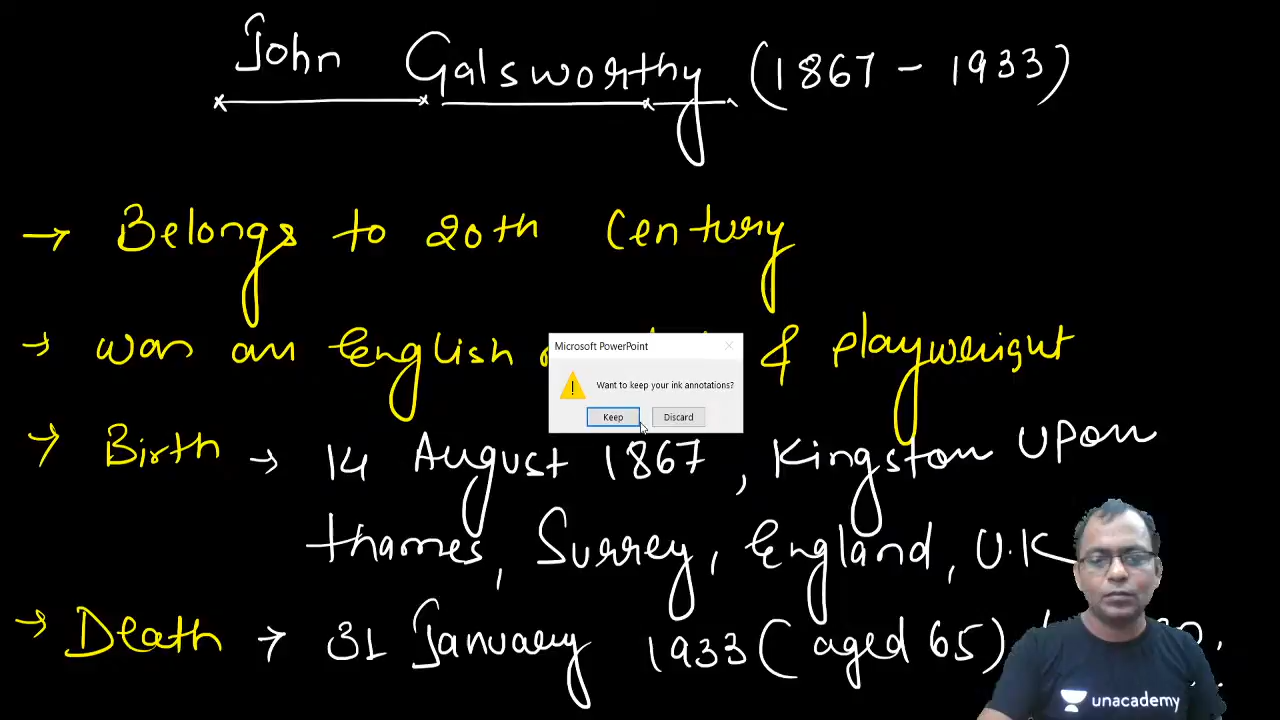 John Galsworthy (1867 - 1933)
→ Belongs to 20th Century
→ was an English & playwright
Microsoft PowerPoint
Want to keep your ink annotations?
Keep Discard
→ Birth → 14 August 1867, Kingston upon
thames, Surrey, England, U.K
→ Death → 31 January 1933 (aged 65)
unacademy